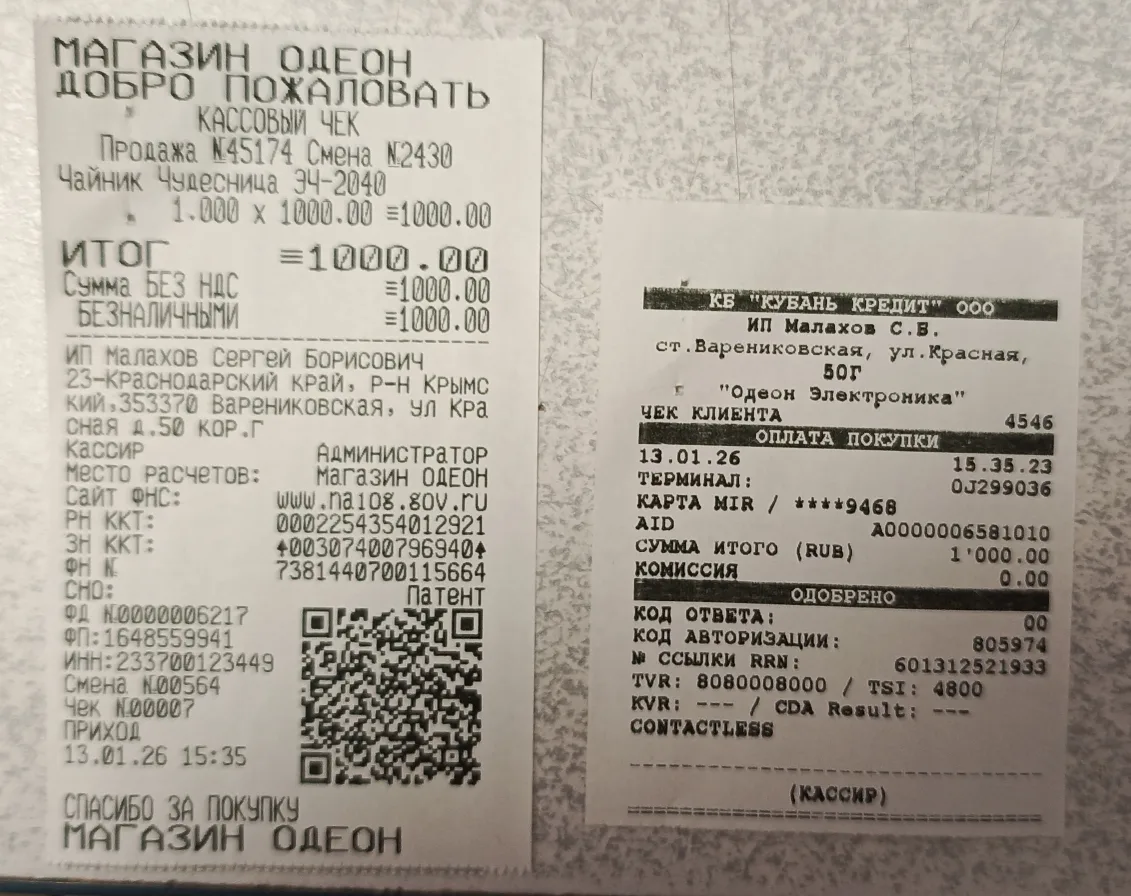 МАГАЗИН ОДЕОН
ДОБРО ПОЖАЛОВАТЬ
КАССОВЫЙ ЧЕК
Продажа №45174 Смена №2430
Чайник Чудесница ЭЧ-2040
1.000 x 1000.00 ≡1000.00
ИТОГ ≡1000.00
Сумма БЕЗ НДС ≡1000.00
БЕЗНАЛИЧНЫМИ ≡1000.00
ИП Малахов Сергей Борисович
23-Краснодарский край, Р-Н Крымс
кий,353370 Варениковская, ул Кра
сная д.50 кор.Г
Кассир Администратор
Место расчетов: Магазин ОДЕОН
Сайт ФНС: www.nalog.gov.ru
РН ККТ: 0002254354012921
ЗН ККТ: ↑00307400796940↑
ФН № 7381440700115664
СНО: Патент
ФД №0000006217
ФП:1648559941
ИНН:233700123449
Смена №00564
Чек №00007
ПРИХОД
13.01.26 15:35
СПАСИБО ЗА ПОКУПКУ
МАГАЗИН ОДЕОН
КБ "КУБАНЬ КРЕДИТ" ООО
ИП Малахов С.Б.
ст.Варениковская, ул.Красная,
50Г
"Одеон Электроника"
ЧЕК КЛИЕНТА 4546
ОПЛАТА ПОКУПКИ
13.01.26 15.35.23
ТЕРМИНАЛ: 0J299036
КАРТА MIR / ****9468
AID A0000006581010
СУММА ИТОГО (RUB) 1'000.00
КОМИССИЯ 0.00
ОДОБРЕНО
КОД ОТВЕТА: 00
КОД АВТОРИЗАЦИИ: 805974
№ ССЫЛКИ RRN: 601312521933
TVR: 8080008000 / TSI: 4800
KVR: --- / CDA Result: ---
CONTACTLESS
(КАССИР)